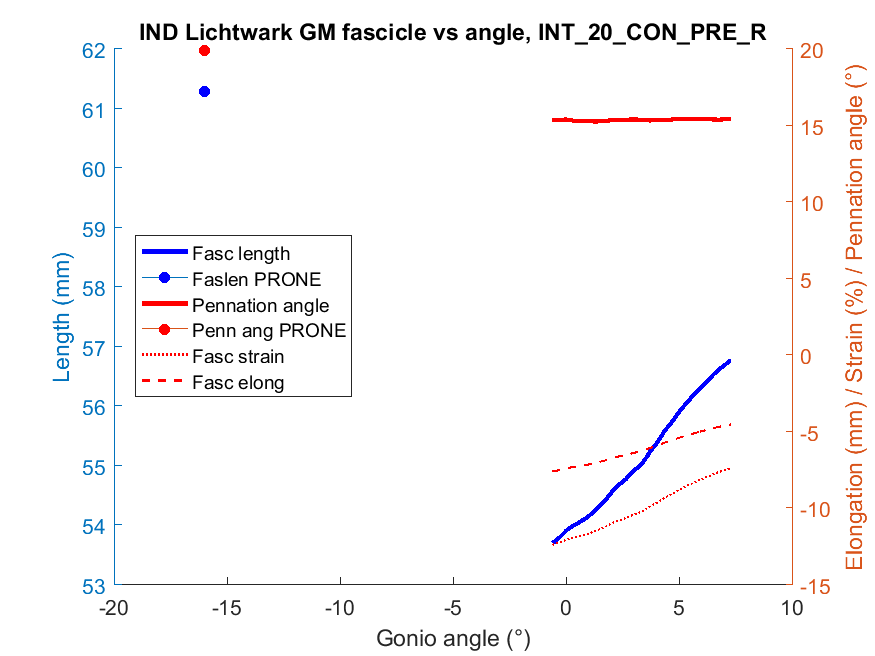 IND Lichtwark GM fascicle vs angle, INT_20_CON_PRE_R
62
61
60
59
58
57
56
55
54
53
Length (mm)
20
15
10
5
0
-5
-10
-15
Elongation (mm) / Strain (%) / Pennation angle (°)
Fasc length
Faslen PRONE
Pennation angle
Penn ang PRONE
Fasc strain
Fasc elong
-20
-15
-10
-5
0
5
10
Gonio angle (°)